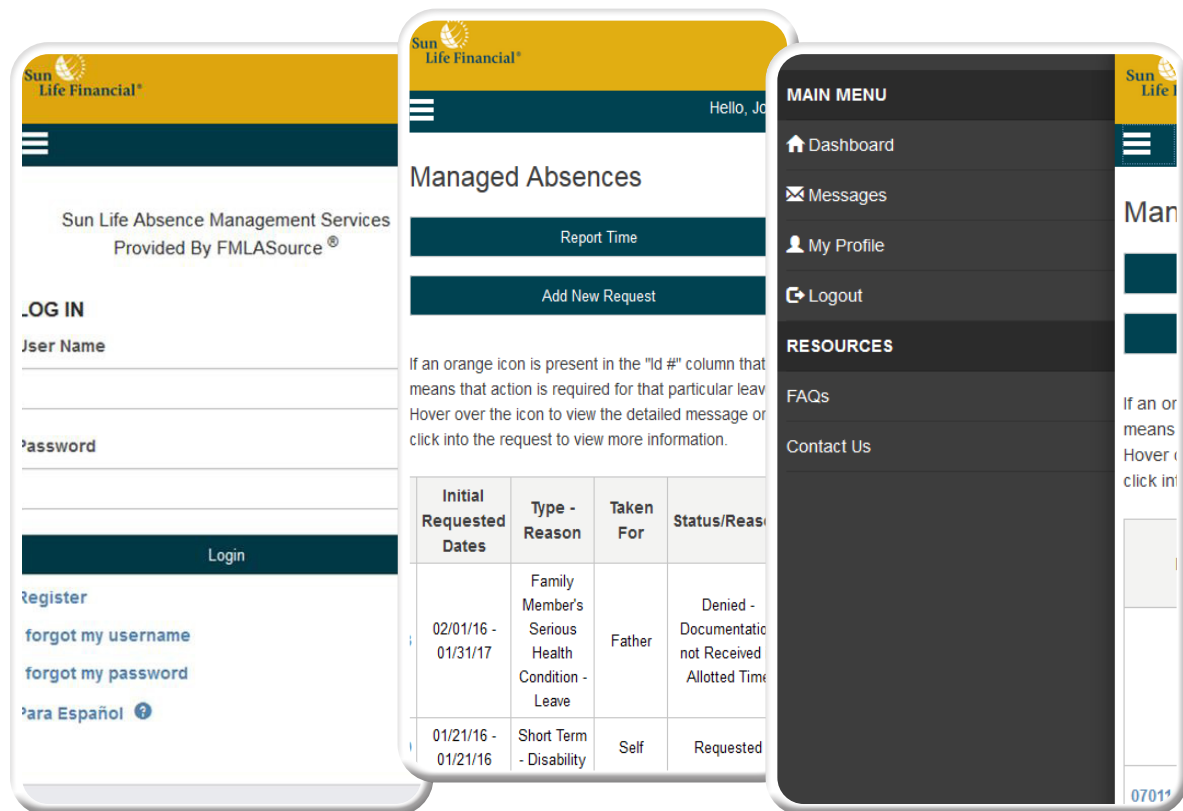 Sun
Life Financial®
Sun Life Absence Management Services
Provided By FMLASource ®
LOG IN
User Name
Password
Login
Register
forgot my username
forgot my password
Para Español ?
Sun
Life Financial®
Hello, Jo
Managed Absences
Report Time
Add New Request
If an orange icon is present in the "Id #" column that
means that action is required for that particular leav
Hover over the icon to view the detailed message or
click into the request to view more information.
Initial Requested Dates
Type - Reason
Taken For
Status/Reaso
02/01/16 - 01/31/17
Family Member's Serious Health Condition - Leave
Father
Denied - Documentatio not Received Allotted Time
01/21/16 - 01/21/16
Short Term - Disability
Self
Requested
MAIN MENU
Dashboard
Messages
My Profile
Logout
RESOURCES
FAQs
Contact Us
Sun
Life
Man
If an or
means
Hover
click int
07011